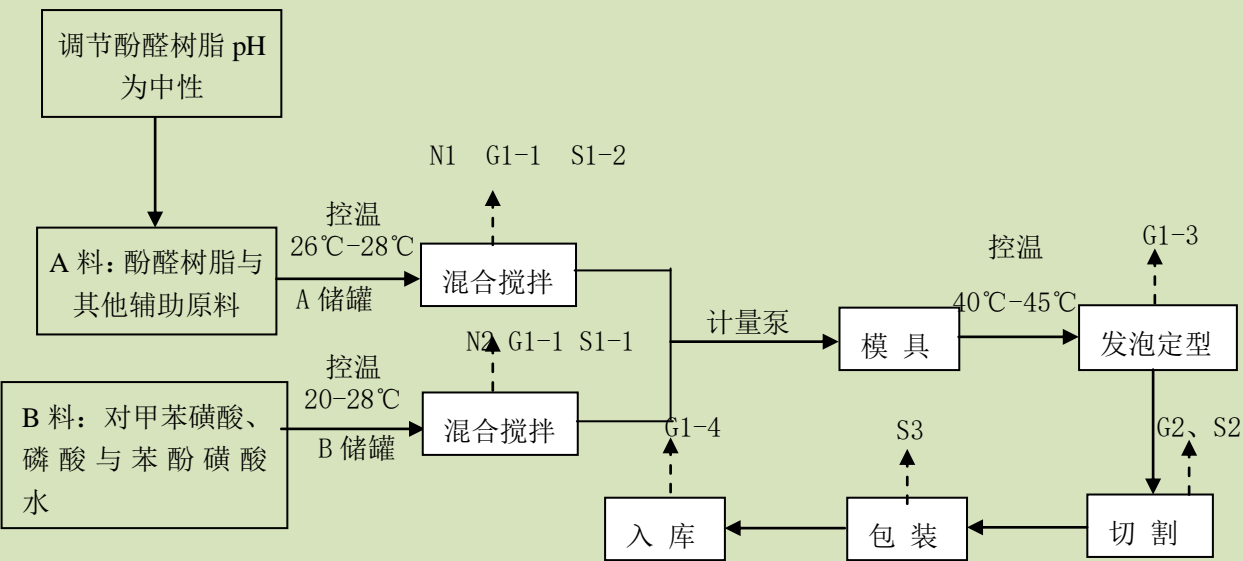 调节酚醛树脂 pH
为中性
N1 G1-1 S1-2
控温
26℃-28℃
A 储罐
A 料：酚醛树脂与
其他辅助原料
混合搅拌
N2 G1-1 S1-1
控温
20-28℃
B 储罐
B 料：对甲苯磺酸、
磷酸与苯酚磺酸
水
混合搅拌
计量泵
模 具
控温
40℃-45℃
G1-3
发泡定型
G2、S2
切 割
S3
包 装
G1-4
入 库